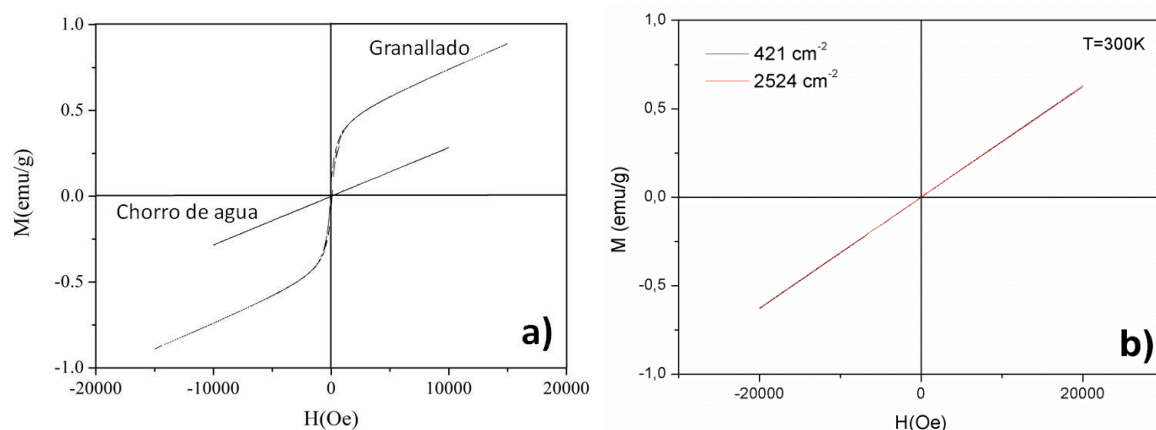 1.0
Granallado
0.5
M(emu/g)
0.0
Chorro de agua
-0.5
a)
-1.0
-20000 -10000 0 10000 20000
H(Oe)
1,0
421 cm⁻²
T=300K
2524 cm⁻²
0,5
M (emu/g)
0,0
-0,5
b)
-1,0
-20000 0 20000
H(Oe)